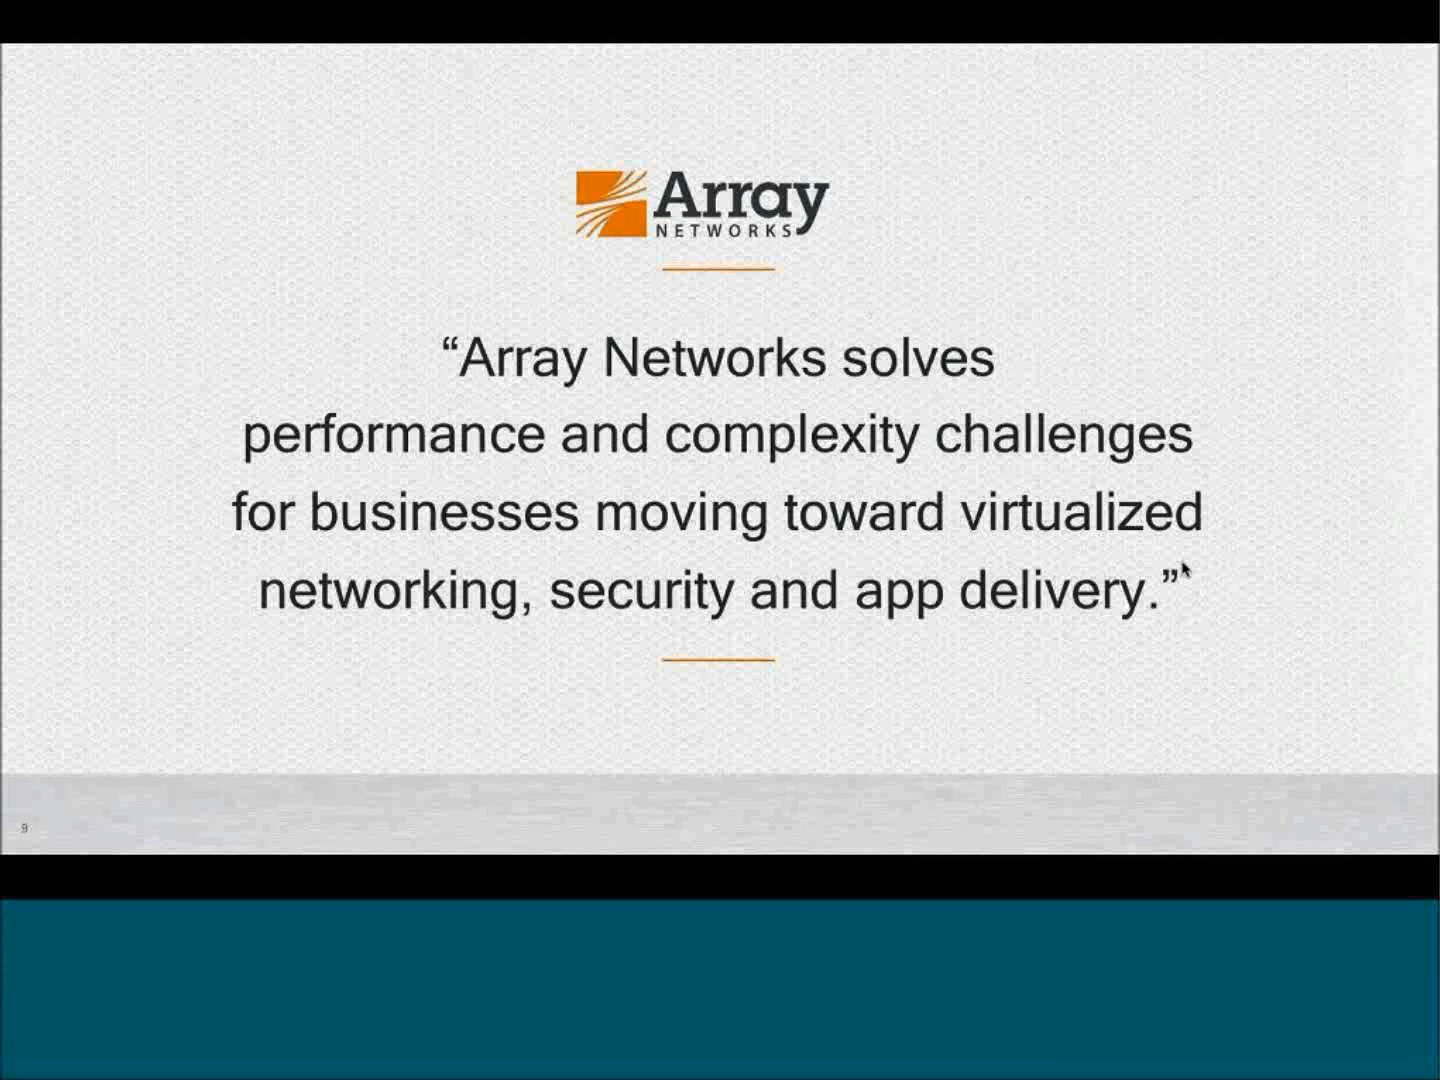 Array
NETWORKS
“Array Networks solves
performance and complexity challenges
for businesses moving toward virtualized
networking, security and app delivery.”
9